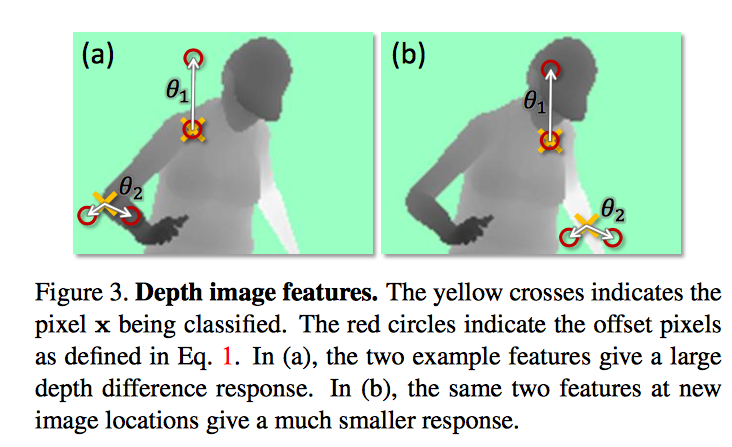 (a) (b)
θ1 θ1
θ2 θ2
Figure 3. Depth image features. The yellow crosses indicates the
pixel x being classified. The red circles indicate the offset pixels
as defined in Eq. 1. In (a), the two example features give a large
depth difference response. In (b), the same two features at new
image locations give a much smaller response.